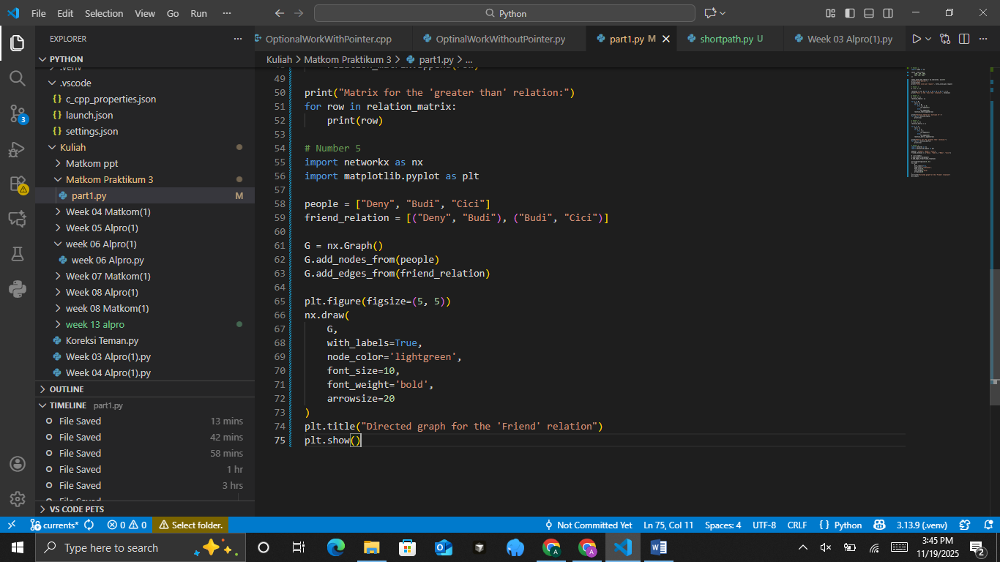 File Edit Selection View Go Run ··· Python
EXPLORER ···
OptionalWorkWithPointer.cpp OptinalWorkWithoutPointer.py part1.py M shortpath.py U Week 03 Alpro(1).py ···
Kuliah > Matkom Praktikum 3 > part1.py > ...
PYTHON
.venv
.vscode
c_cpp_properties.json
launch.json
settings.json
Kuliah
Matkom ppt
Matkom Praktikum 3
part1.py M
Week 04 Matkom(1)
Week 05 Alpro(1)
week 06 Alpro(1)
week 06 Alpro.py
Week 07 Matkom(1)
Week 08 Alpro(1)
week 08 Matkom(1)
week 13 alpro
Koreksi Teman.py
Week 03 Alpro(1).py
Week 04 Alpro(1).py
OUTLINE
TIMELINE part1.py
File Saved 13 mins
File Saved 42 mins
File Saved 58 mins
File Saved 1 hr
File Saved 3 hrs
VS CODE PETS
3
49
50 print("Matrix for the 'greater than' relation:")
51 for row in relation_matrix:
52 print(row)
53
54 # Number 5
55 import networkx as nx
56 import matplotlib.pyplot as plt
57
58 people = ["Deny", "Budi", "Cici"]
59 friend_relation = [("Deny", "Budi"), ("Budi", "Cici")]
60
61 G = nx.Graph()
62 G.add_nodes_from(people)
63 G.add_edges_from(friend_relation)
64
65 plt.figure(figsize=(5, 5))
66 nx.draw(
67 G,
68 with_labels=True,
69 node_color='lightgreen',
70 font_size=10,
71 font_weight='bold',
72 arrowsize=20
73 )
74 plt.title("Directed graph for the 'Friend' relation")
75 plt.show()
currents* 0 0 Select folder. Not Committed Yet Ln 75, Col 11 Spaces: 4 UTF-8 CRLF { } Python 3.13.9 (.venv)
Type here to search
3:45 PM
11/19/2025
2